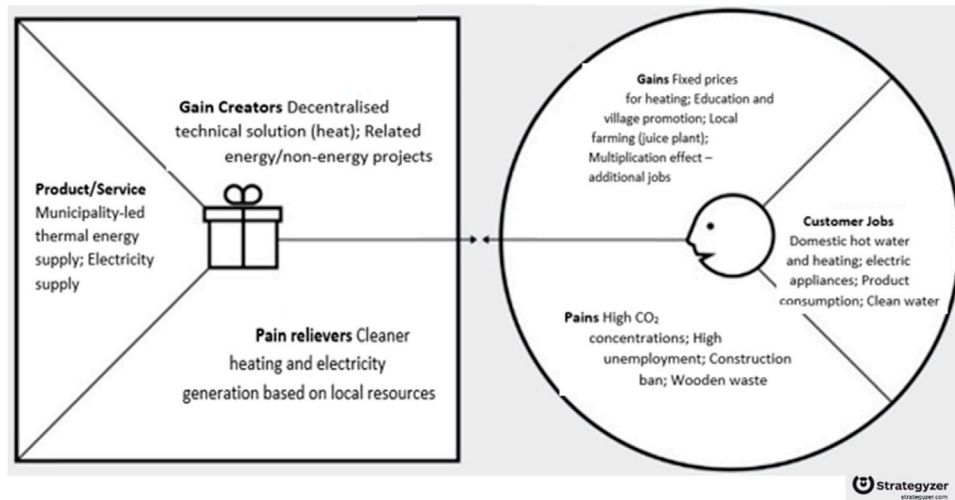 Gain Creators Decentralised
technical solution (heat); Related
energy/non-energy projects
Product/Service
Municipality-led
thermal energy
supply; Electricity
supply
Pain relievers Cleaner
heating and electricity
generation based on local resources
Gains Fixed prices
for heating; Education and
village promotion; Local
farming (juice plant);
Multiplication effect –
additional jobs
Customer Jobs
Domestic hot water
and heating; electric
appliances; Product
consumption; Clean water
Pains High CO₂
concentrations; High
unemployment; Construction
ban; Wooden waste
Strategyzer
strategyzer.com